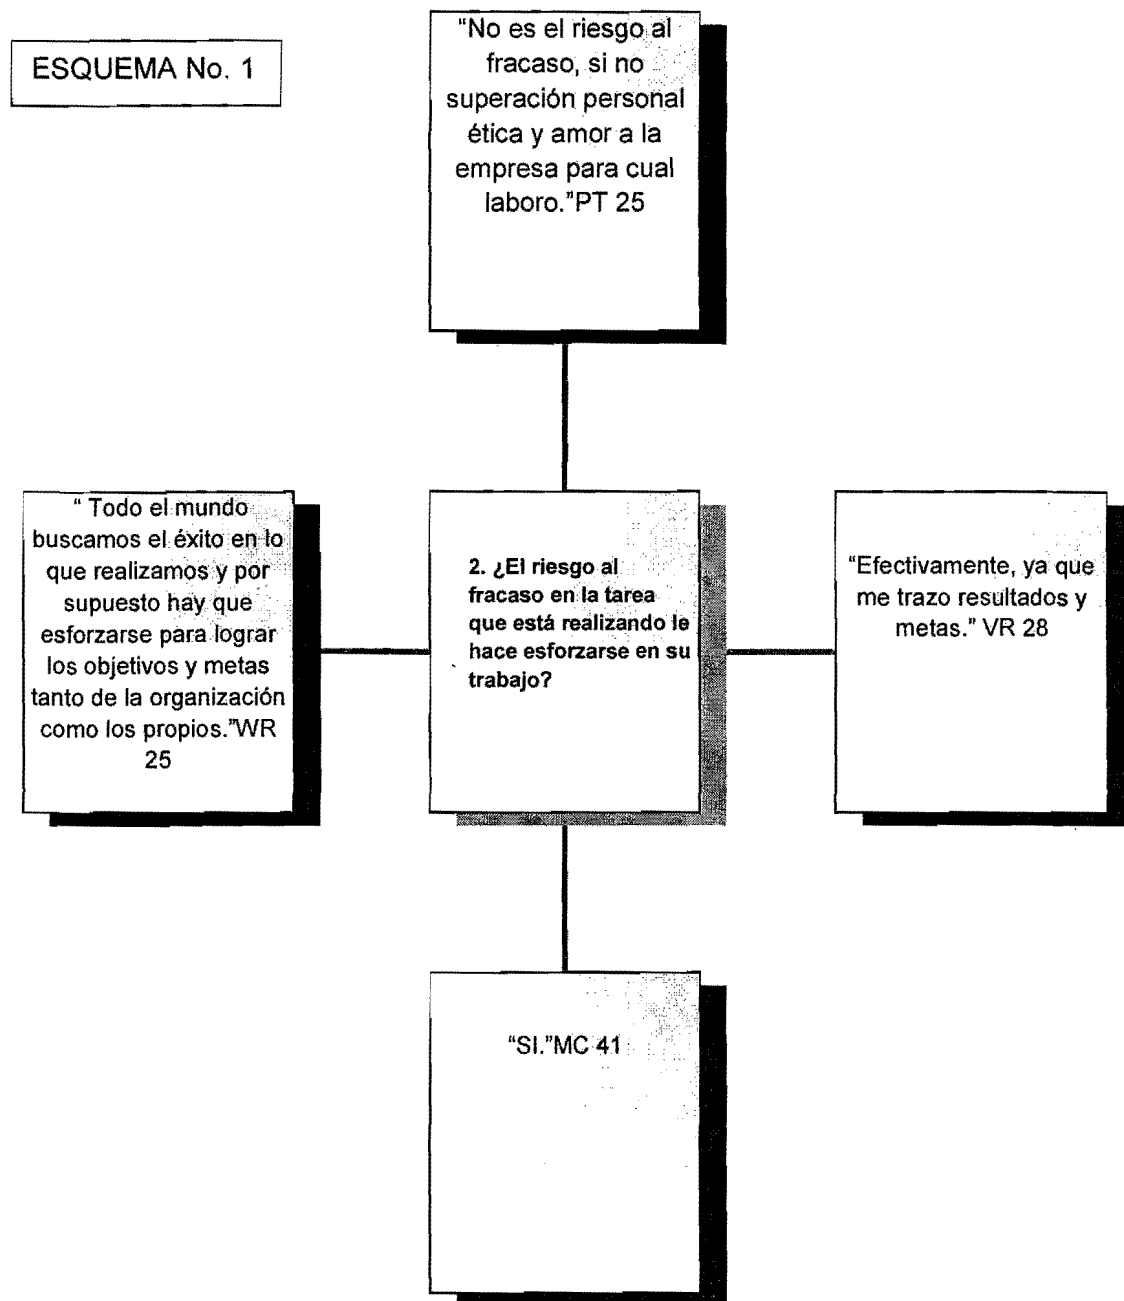 ESQUEMA No. 1
“No es el riesgo al
fracaso, si no
superación personal
ética y amor a la
empresa para cual
laboro.”PT 25
“ Todo el mundo
buscamos el éxito en lo
que realizamos y por
supuesto hay que
esforzarse para lograr
los objetivos y metas
tanto de la organización
como los propios.”WR
25
2. ¿El riesgo al
fracaso en la tarea
que está realizando le
hace esforzarse en su
trabajo?
“Efectivamente, ya que
me trazo resultados y
metas.” VR 28
“SI.”MC 41